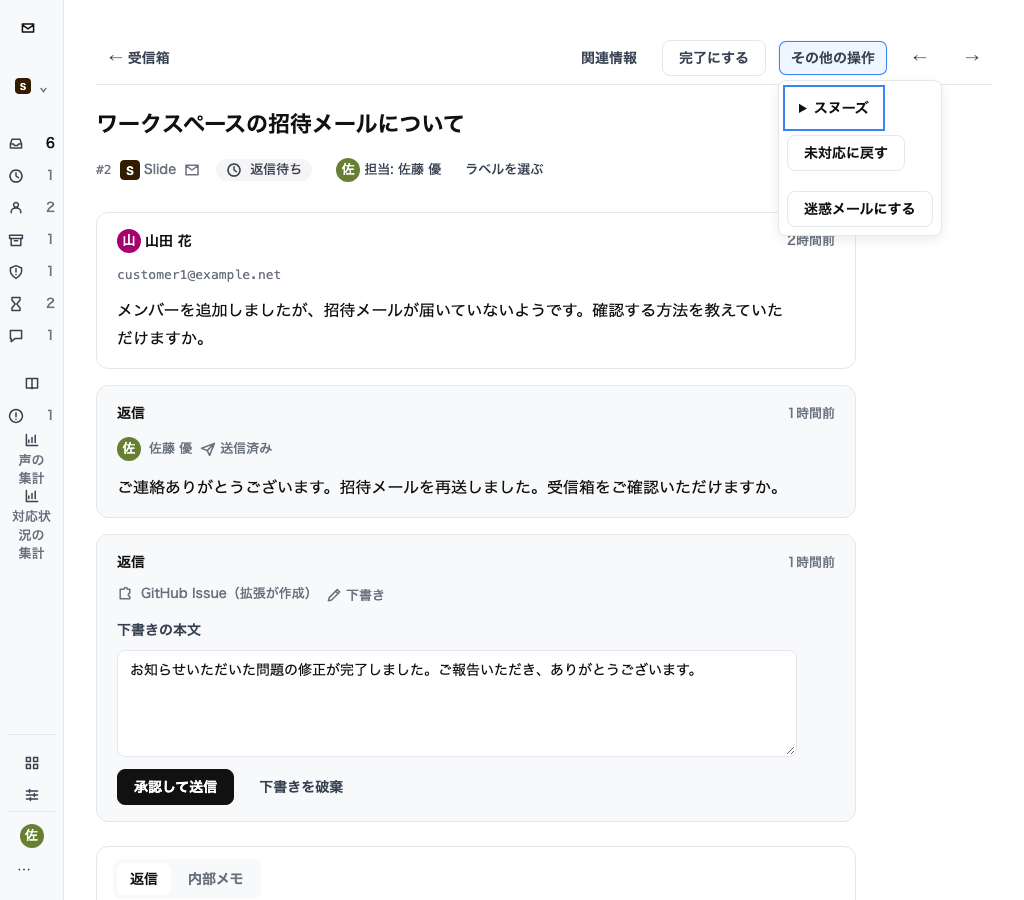 ← 受信箱
関連情報
完了にする
その他の操作
←
→
S
▶ スヌーズ
未対応に戻す
迷惑メールにする
ワークスペースの招待メールについて
#2 S Slide 返信待ち 佐 担当: 佐藤 優 ラベルを選ぶ
6
1
2
1
1
2
1
1
声の
集計
対応状
況の
集計
佐
…
山 山田 花
2時間前
customer1@example.net
メンバーを追加しましたが、招待メールが届いていないようです。確認する方法を教えていた
だけますか。
返信
1時間前
佐 佐藤 優 送信済み
ご連絡ありがとうございます。招待メールを再送しました。受信箱をご確認いただけますか。
返信
1時間前
GitHub Issue（拡張が作成） 下書き
下書きの本文
お知らせいただいた問題の修正が完了しました。ご報告いただき、ありがとうございます。
承認して送信
下書きを破棄
返信
内部メモ